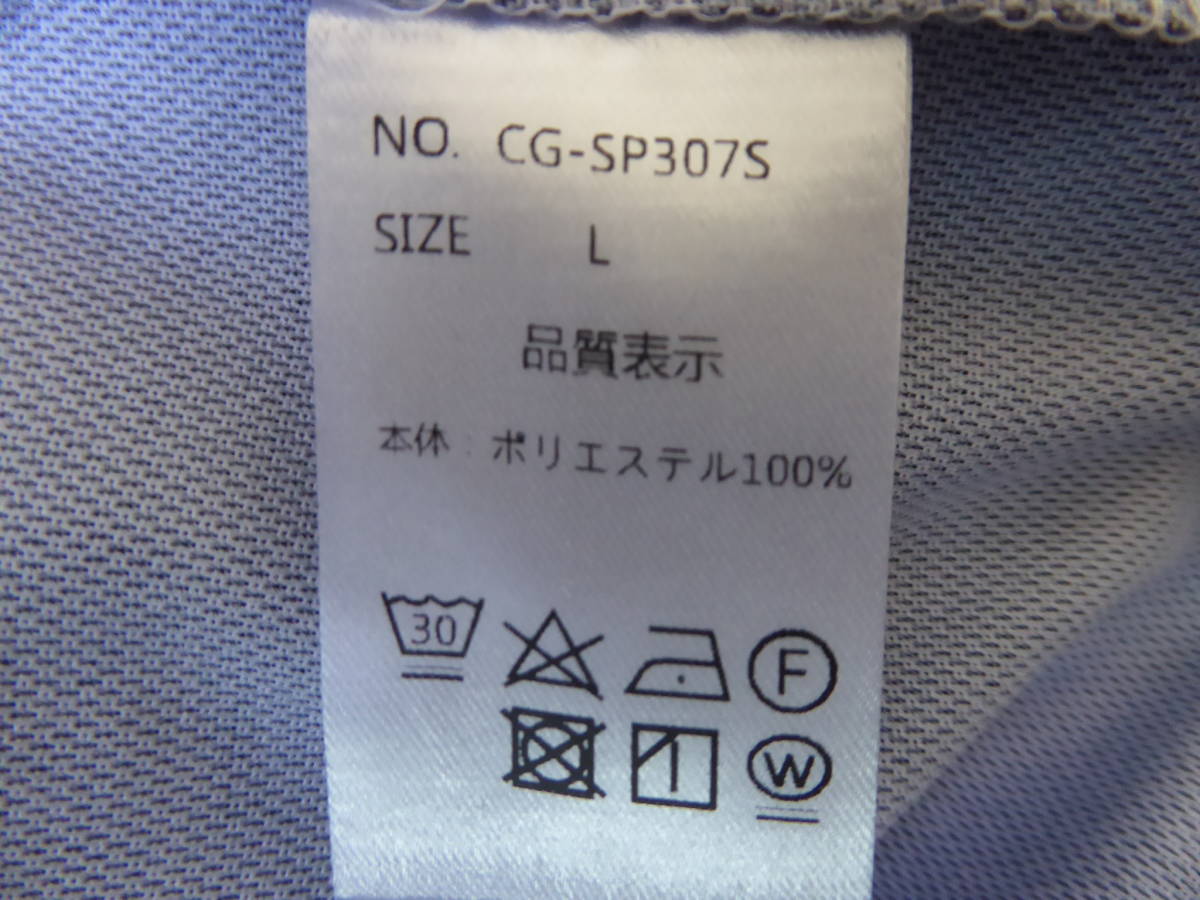 NO. CG-SP307S
SIZE L
品質表示
本体：ポリエステル100%
30
F
W